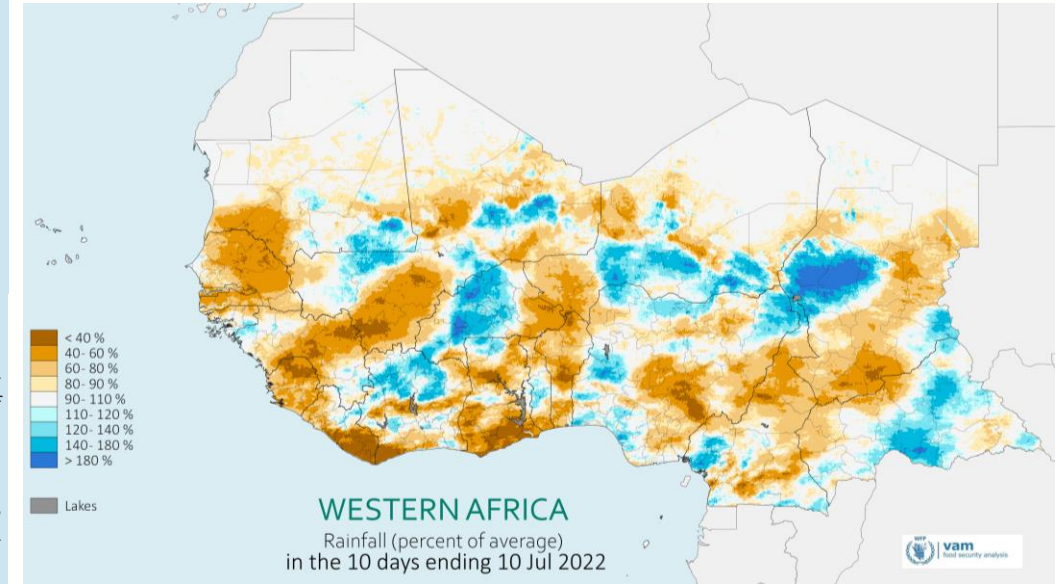 < 40 %
40- 60 %
60- 80 %
80- 90 %
90- 110 %
110- 120 %
120- 140 %
140- 180 %
> 180 %
Lakes
WESTERN AFRICA
Rainfall (percent of average)
in the 10 days ending 10 Jul 2022
WFP
vam
food security analysis